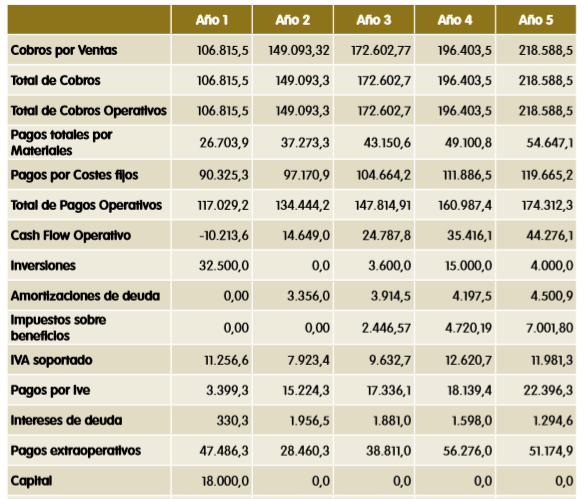 Año 1 Año 2 Año 3 Año 4 Año 5
Cobros por Ventas 106.815,5 149.093,32 172.602,77 196.403,5 218.588,5
Total de Cobros 106.815,5 149.093,3 172.602,7 196.403,5 218.588,5
Total de Cobros Operativos 106.815,5 149.093,3 172.602,7 196.403,5 218.588,5
Pagos totales por
Materiales 26.703,9 37.273,3 43.150,6 49.100,8 54.647,1
Pagos por Costes fijos 90.325,3 97.170,9 104.664,2 111.886,5 119.665,2
Total de Pagos Operativos 117.029,2 134.444,2 147.814,91 160.987,4 174.312,3
Cash Flow Operativo -10.213,6 14.649,0 24.787,8 35.416,1 44.276,1
Inversiones 32.500,0 0,0 3.600,0 15.000,0 4.000,0
Amortizaciones de deuda 0,00 3.356,0 3.914,5 4.197,5 4.500,9
Impuestos sobre
beneficios 0,00 0,00 2.446,57 4.720,19 7.001,80
IVA soportado 11.256,6 7.923,4 9.632,7 12.620,7 11.981,3
Pagos por Ive 3.399,3 15.224,3 17.336,1 18.139,4 22.396,3
Intereses de deuda 330,3 1.956,5 1.881,0 1.598,0 1.294,6
Pagos extraoperativos 47.486,3 28.460,3 38.811,0 56.276,0 51.174,9
Capital 18.000,0 0,0 0,0 0,0 0,0